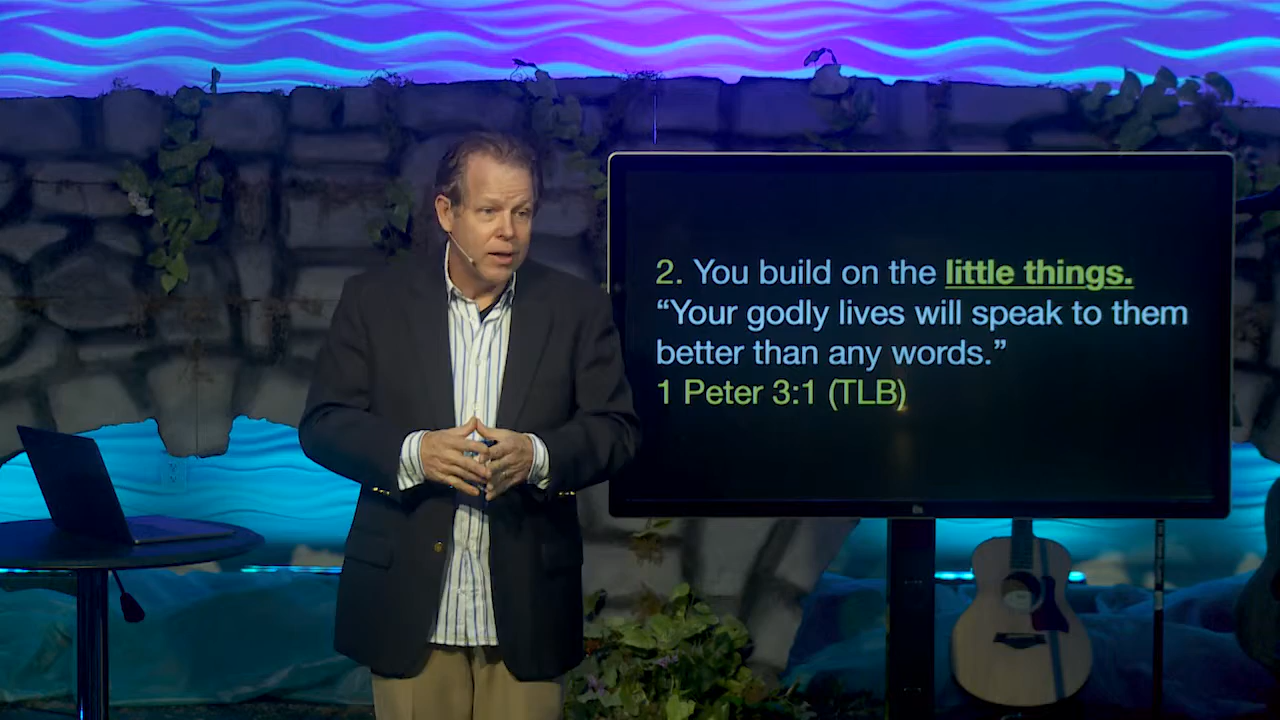 2. You build on the little things.
“Your godly lives will speak to them
better than any words.”
1 Peter 3:1 (TLB)